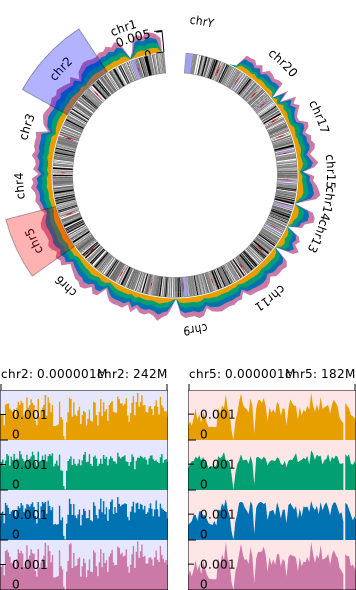 chrY
chr1
0.005
0
chr2
chr20
chr3
chr17
chr4
chr15
chr14
chr5
chr13
chr6
chr11
chr9
chr2: 0.000001M
chr2: 242M
chr5: 0.000001M
chr5: 182M
0.001
0.001
0
0
0.001
0.001
0
0
0.001
0.001
0
0
0.001
0.001
0
0